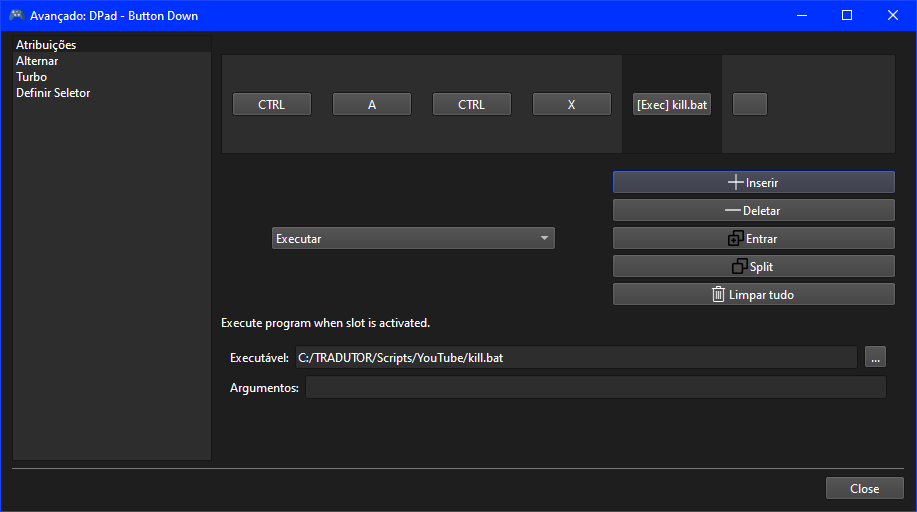 Avançado: DPad - Button Down
Atribuições
Alternar
Turbo
Definir Seletor
CTRL
A
CTRL
X
[Exec] kill.bat
Inserir
Deletar
Executar
Entrar
Split
Limpar tudo
Execute program when slot is activated.
Executável: C:/TRADUTOR/Scripts/YouTube/kill.bat ...
Argumentos:
Close